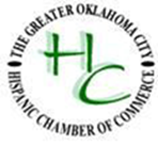 • THE GREATER OKLAHOMA CITY •
HC
HISPANIC CHAMBER OF COMMERCE